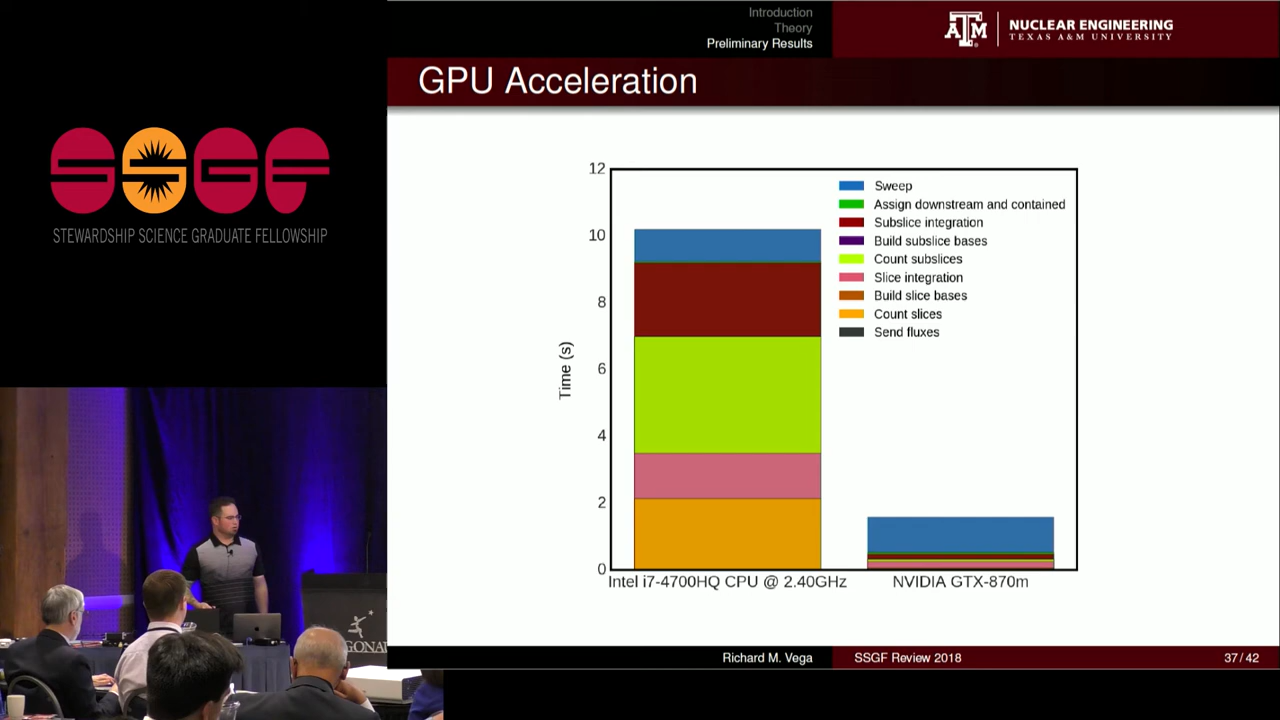 Introduction
Theory
Preliminary Results
ATM
NUCLEAR ENGINEERING
TEXAS A&M UNIVERSITY
GPU Acceleration
SSGF
STEWARDSHIP SCIENCE GRADUATE FELLOWSHIP
12
10
8
6
4
2
0
Time (s)
Sweep
Assign downstream and contained
Subslice integration
Build subslice bases
Count subslices
Slice integration
Build slice bases
Count slices
Send fluxes
Intel i7-4700HQ CPU @ 2.40GHz
NVIDIA GTX-870m
GONAU
Richard M. Vega
SSGF Review 2018
37 / 42